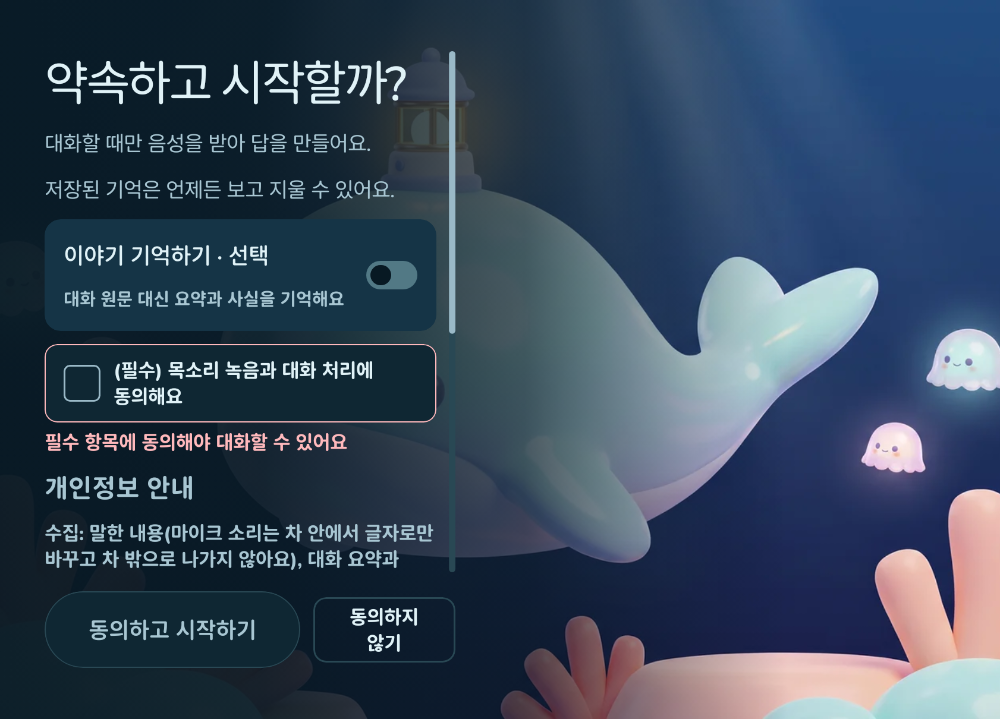 약속하고 시작할까?
대화할 때만 음성을 받아 답을 만들어요.
저장된 기억은 언제든 보고 지울 수 있어요.
이야기 기억하기 · 선택
대화 원문 대신 요약과 사실을 기억해요
(필수) 목소리 녹음과 대화 처리에
동의해요
필수 항목에 동의해야 대화할 수 있어요
개인정보 안내
수집: 말한 내용(마이크 소리는 차 안에서 글자로만
바꾸고 차 밖으로 나가지 않아요), 대화 요약과
동의하고 시작하기
동의하지
않기